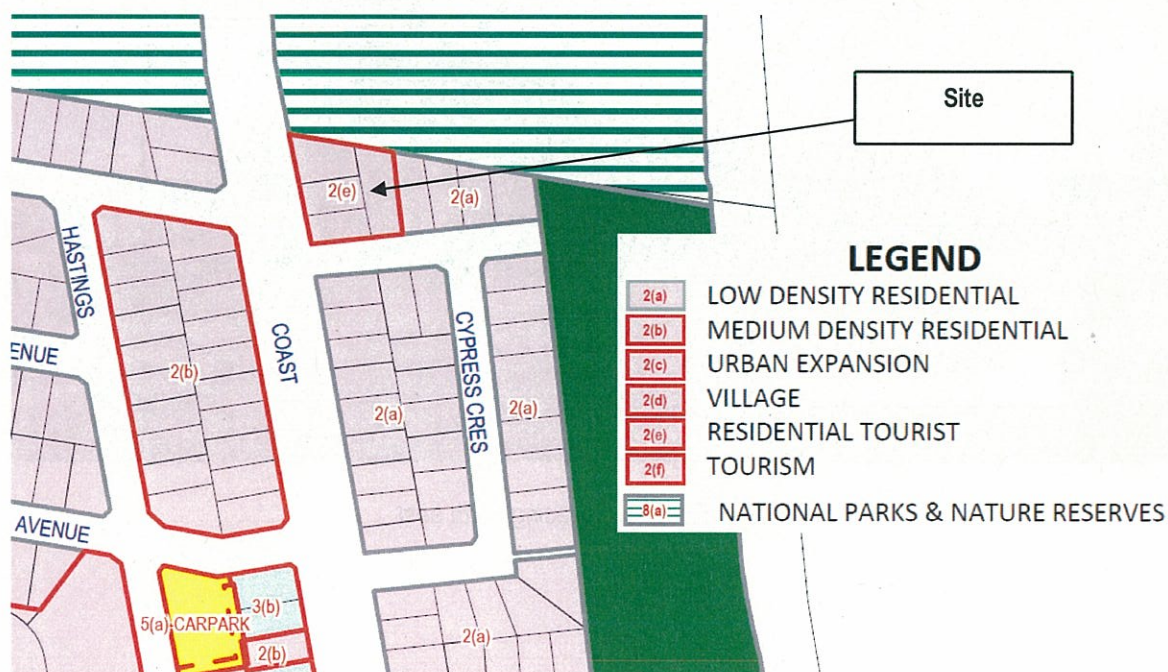 Site
2(e)
2(a)
HASTINGS
COAST
CYPRESS CRES
ENUE
2(b)
2(a)
2(a)
AVENUE
5(a)-CARPARK
3(b)
2(b)
2(a)
LEGEND
2(a) LOW DENSITY RESIDENTIAL
2(b) MEDIUM DENSITY RESIDENTIAL
2(c) URBAN EXPANSION
2(d) VILLAGE
2(e) RESIDENTIAL TOURIST
2(f) TOURISM
8(a) NATIONAL PARKS & NATURE RESERVES